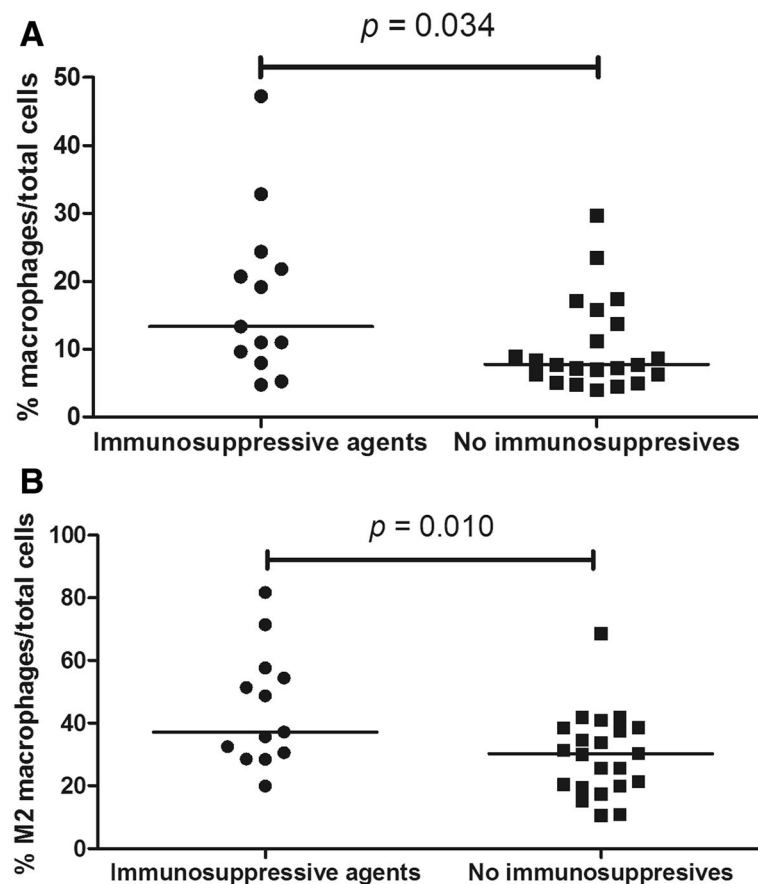 A
p = 0.034
% macrophages/total cells
50
40
30
20
10
0
Immunosuppressive agents
No immunosuppresives
B
p = 0.010
% M2 macrophages/total cells
100
80
60
40
20
0
Immunosuppressive agents
No immunosuppresives